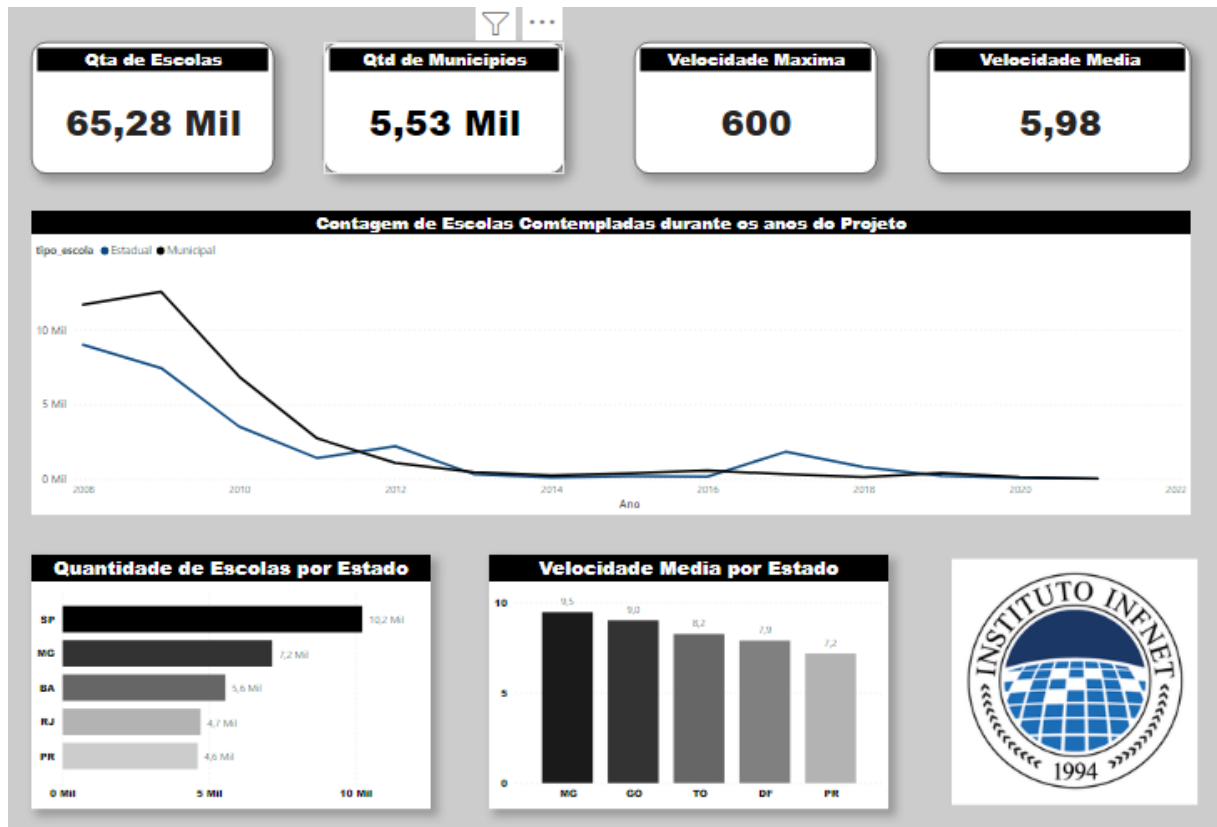 Qta de Escolas
65,28 Mil
Qtd de Municipios
5,53 Mil
Velocidade Maxima
600
Velocidade Media
5,98
Contagem de Escolas Comtempladas durante os anos do Projeto
tipo_escola Estadual Municipal
10 Mil
5 Mil
0 Mil
2008 2010 2012 2014 2016 2018 2020 2022
Ano
Quantidade de Escolas por Estado
SP 10,2 Mil
MG 7,2 Mil
BA 5,6 Mil
RJ 4,7 Mil
PR 4,6 Mil
0 Mil 5 Mil 10 Mil
Velocidade Media por Estado
10
9,5 9,0 8,2 7,9 7,2
5
0
MG GO TO DF PR
INSTITUTO INFNET
1994